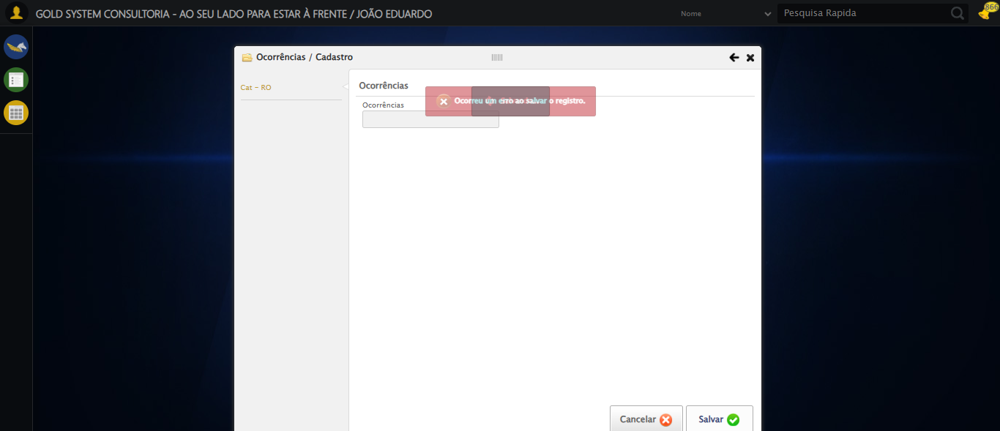 GOLD SYSTEM CONSULTORIA - AO SEU LADO PARA ESTAR À FRENTE / JOÃO EDUARDO
Nome
Pesquisa Rapida
866
Ocorrências / Cadastro
Cat - RO
Ocorrências
Ocorreu um erro ao salvar o registro.
Ocorrências
Cancelar
Salvar